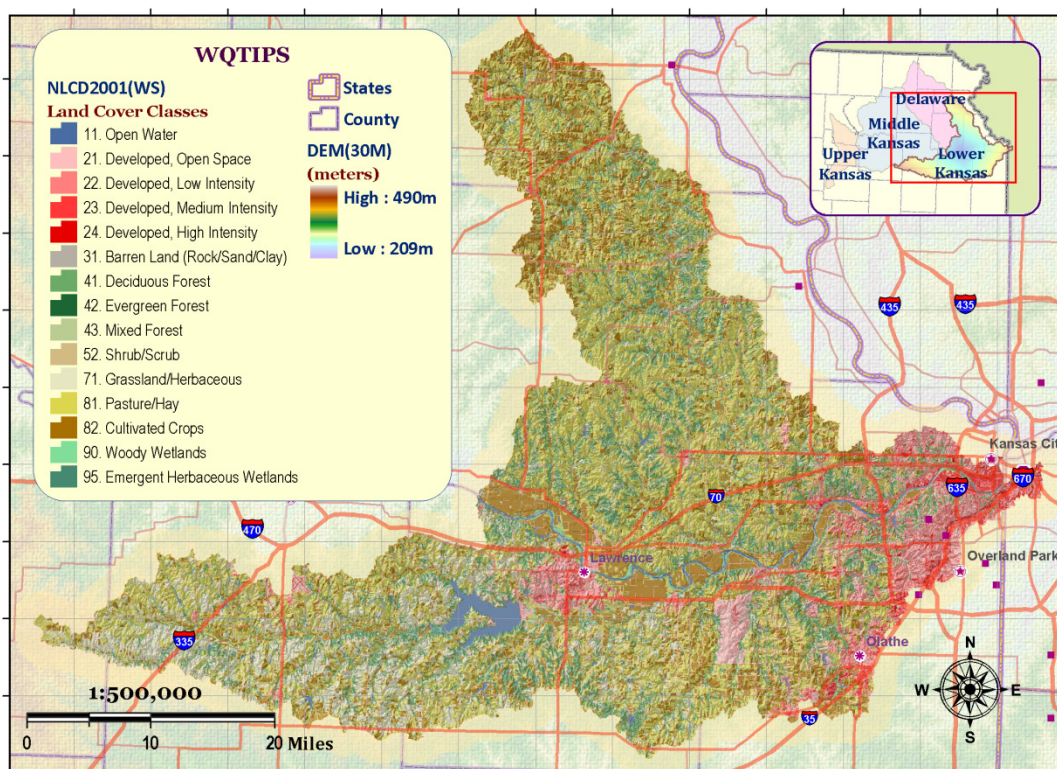 WQTIPS
NLCD2001(WS)
Land Cover Classes
11. Open Water
21. Developed, Open Space
22. Developed, Low Intensity
23. Developed, Medium Intensity
24. Developed, High Intensity
31. Barren Land (Rock/Sand/Clay)
41. Deciduous Forest
42. Evergreen Forest
43. Mixed Forest
52. Shrub/Scrub
71. Grassland/Herbaceous
81. Pasture/Hay
82. Cultivated Crops
90. Woody Wetlands
95. Emergent Herbaceous Wetlands
States
County
DEM(30M)
(meters)
High : 490m
Low : 209m
Delaware
Middle
Kansas
Upper
Kansas
Lower
Kansas
435
435
Kansas City
670
635
70
470
Lawrence
Overland Park
335
Olathe
35
N
W
E
S
1:500,000
0
10
20 Miles